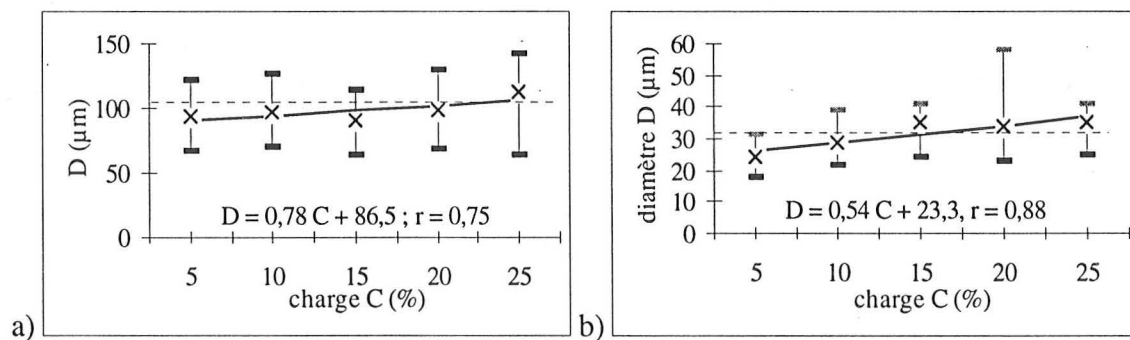 150
100
50
0
D (µm)
D = 0,78 C + 86,5 ; r = 0,75
5 10 15 20 25
charge C (%)
a)
60
50
40
30
20
10
0
diamètre D (µm)
D = 0,54 C + 23,3, r = 0,88
5 10 15 20 25
charge C (%)
b)